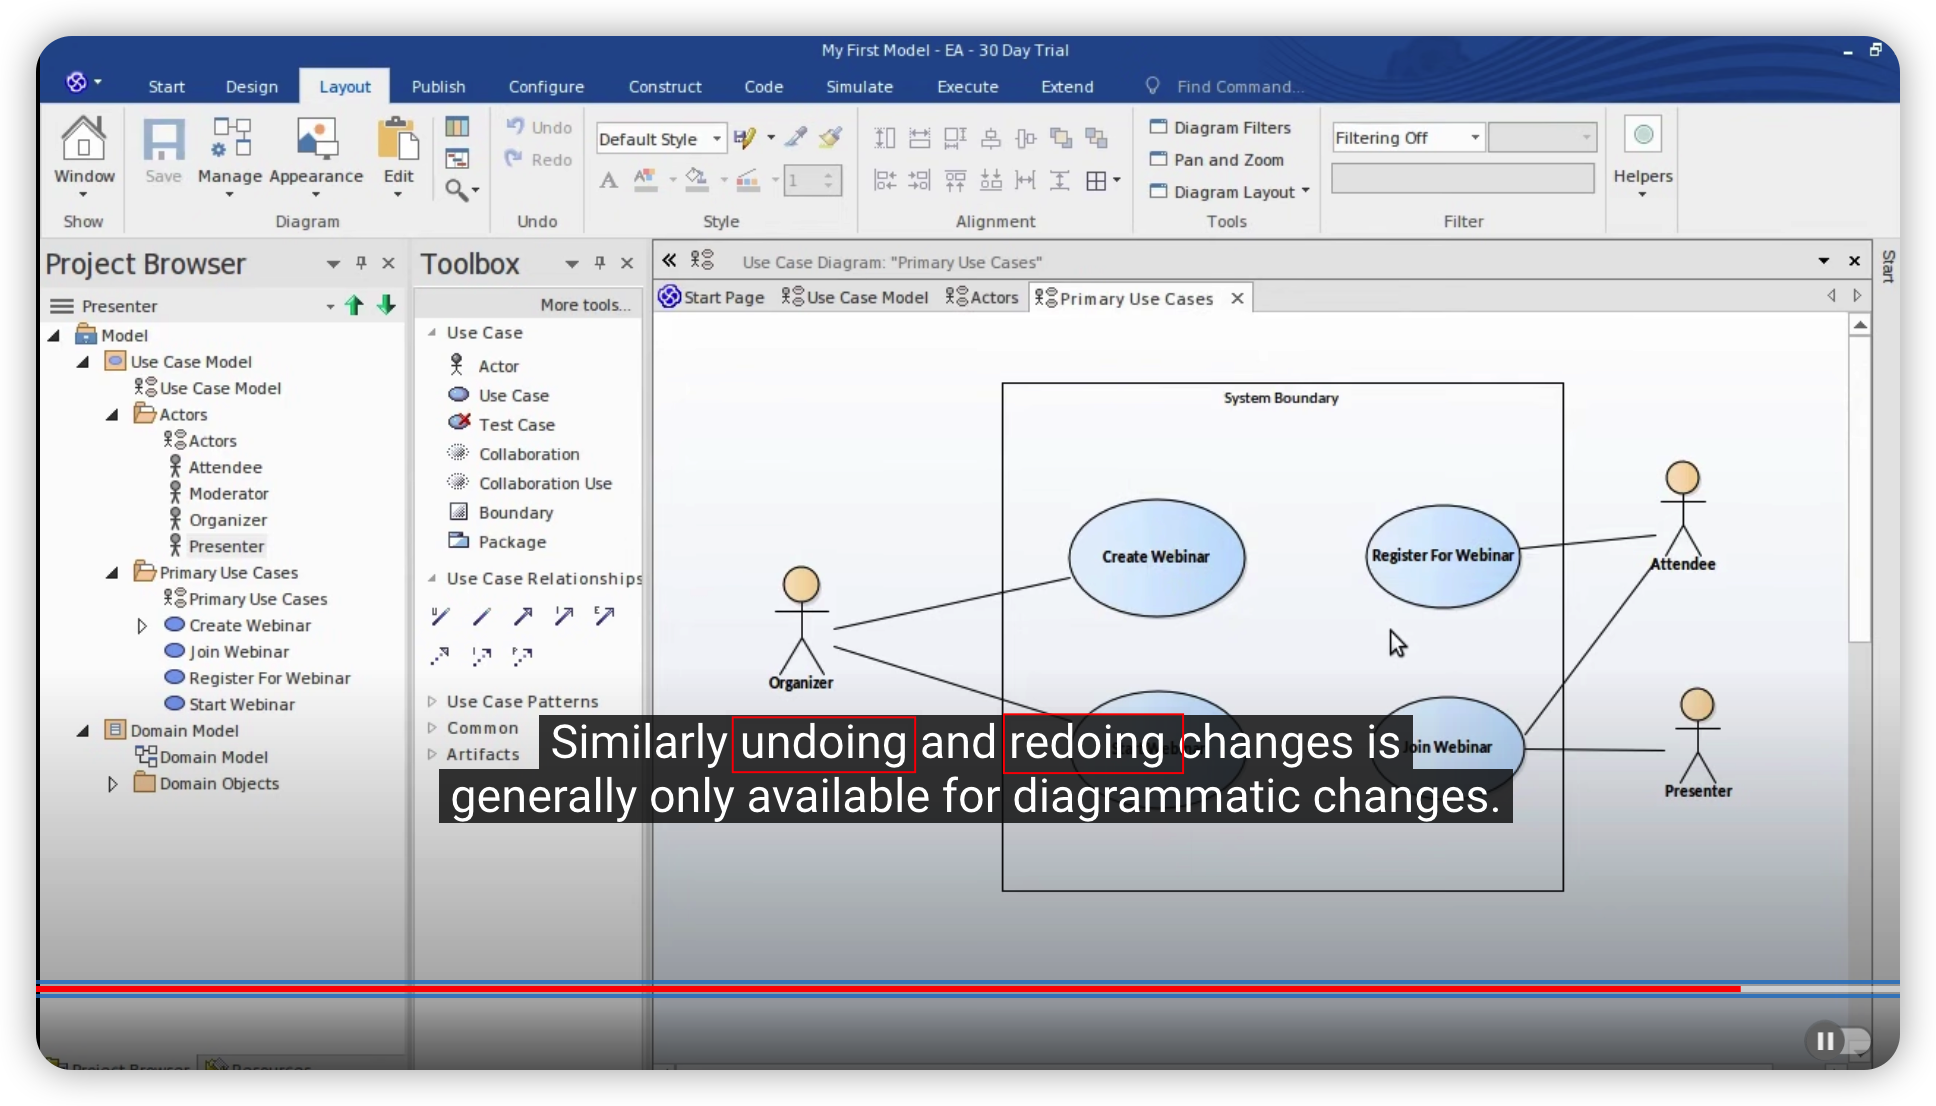 My First Model - EA - 30 Day Trial
Start Design Layout Publish Configure Construct Code Simulate Execute Extend Find Command...
Window
Show
Save Manage Appearance Edit
Diagram
Undo
Redo
Undo
Default Style
A 1
Style
Alignment
Diagram Filters
Pan and Zoom
Diagram Layout
Tools
Filtering Off
Filter
Helpers
Project Browser
Presenter
Model
Use Case Model
Use Case Model
Actors
Actors
Attendee
Moderator
Organizer
Presenter
Primary Use Cases
Primary Use Cases
Create Webinar
Join Webinar
Register For Webinar
Start Webinar
Domain Model
Domain Model
Domain Objects
Project Browser Resources
Toolbox
More tools...
Use Case
Actor
Use Case
Test Case
Collaboration
Collaboration Use
Boundary
Package
Use Case Relationships
Use Case Patterns
Common
Artifacts
Use Case Diagram: "Primary Use Cases"
Start Page Use Case Model Actors Primary Use Cases
Start
System Boundary
Create Webinar
Register For Webinar
Attendee
Organizer
Start Webinar
Join Webinar
Presenter
Similarly undoing and redoing changes is
generally only available for diagrammatic changes.